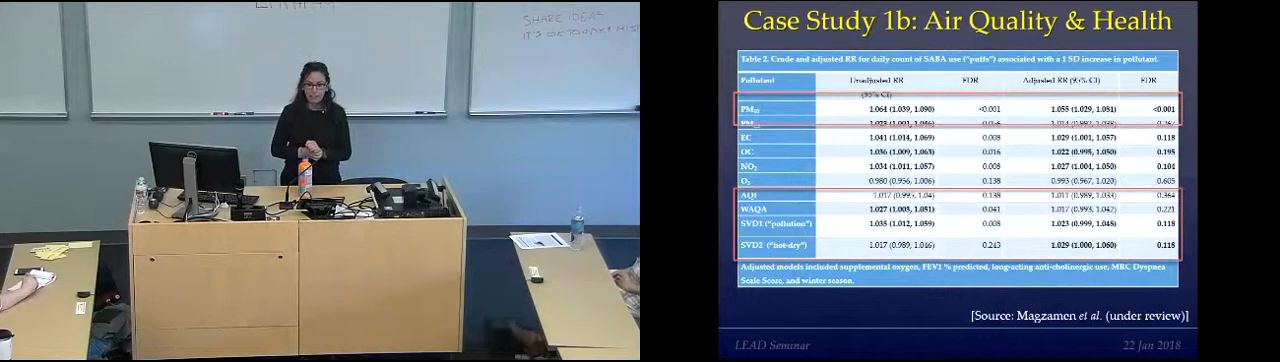 SHARE IDEAS
Case Study 1b: Air Quality & Health
Table 2. Crude and adjusted RR for daily count of SABA use ("puffs") associated with a 1 SD increase in pollutant.
Pollutant Unadjusted RR FDR Adjusted RR (95% CI) FDR
(95% CI)
PM10 1.064 (1.039, 1.090) <0.001 1.055 (1.029, 1.081) <0.001
EC 1.041 (1.014, 1.069) 0.008 1.029 (1.001, 1.057) 0.118
OC 1.036 (1.009, 1.063) 0.016 1.022 (0.995, 1.050) 0.195
NO2 1.034 (1.011, 1.057) 0.008 1.027 (1.004, 1.050) 0.104
O3 0.980 (0.956, 1.006) 0.138 0.993 (0.967, 1.020) 0.605
AQI 1.017 (0.995, 1.04) 0.138 1.011 (0.989, 1.033) 0.364
WAQA 1.027 (1.003, 1.051) 0.041 1.017 (0.993, 1.042) 0.221
SVD1 ("pollution") 1.035 (1.012, 1.059) 0.008 1.023 (0.999, 1.048) 0.118
SVD2 ("hot-dry") 1.017 (0.989, 1.046) 0.243 1.029 (1.000, 1.060) 0.118
Adjusted models included supplemental oxygen, FEV1 % predicted, long-acting anti-cholinergic use, MRC Dyspnea
Scale Score, and winter season.
[Source: Magzamen et al. (under review)]
LEAD Seminar 22 Jan 2018